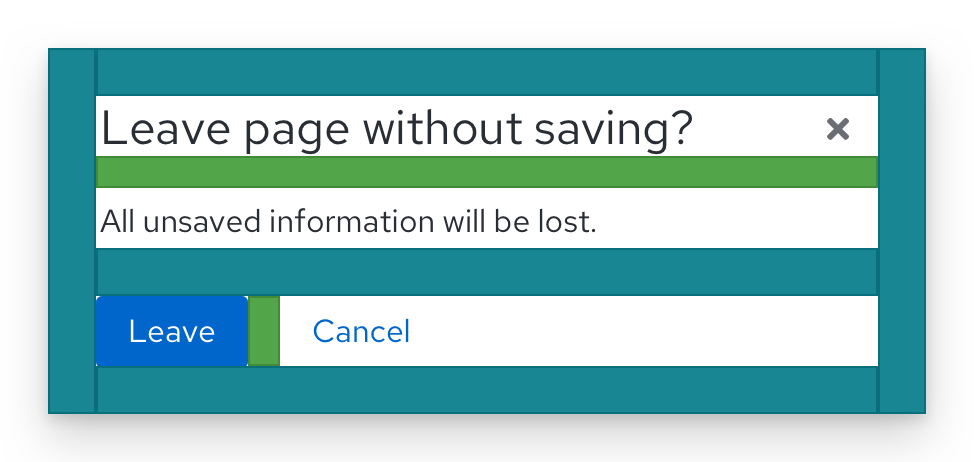 Leave page without saving?
All unsaved information will be lost.
Leave Cancel